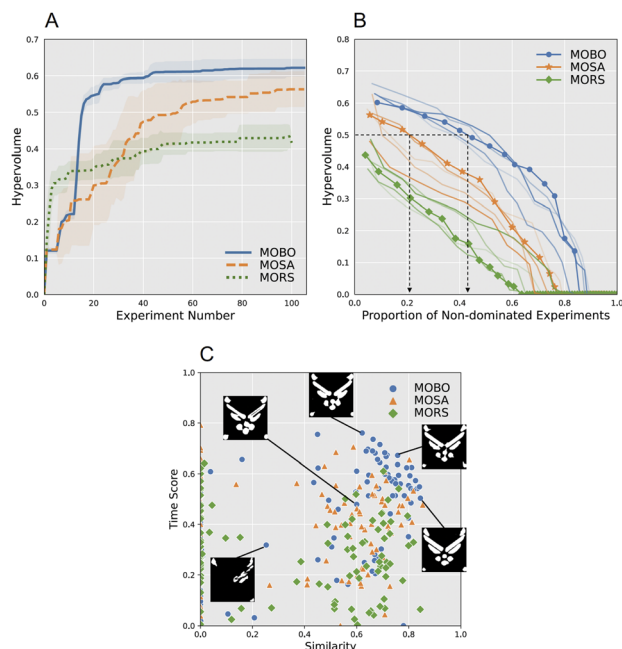 A
B
Hypervolume
0.7
0.6
0.5
0.4
0.3
0.2
0.1
0.0
MOBO
MOSA
MORS
0
20
40
60
80
100
Experiment Number
Hypervolume
0.8
0.7
0.6
0.5
0.4
0.3
0.2
0.1
0.0
MOBO
MOSA
MORS
0.0
0.2
0.4
0.6
0.8
1.0
Proportion of Non-dominated Experiments
C
Time Score
1.0
0.8
0.6
0.4
0.2
0.0
MOBO
MOSA
MORS
0.0
0.2
0.4
0.6
0.8
1.0
Similarity